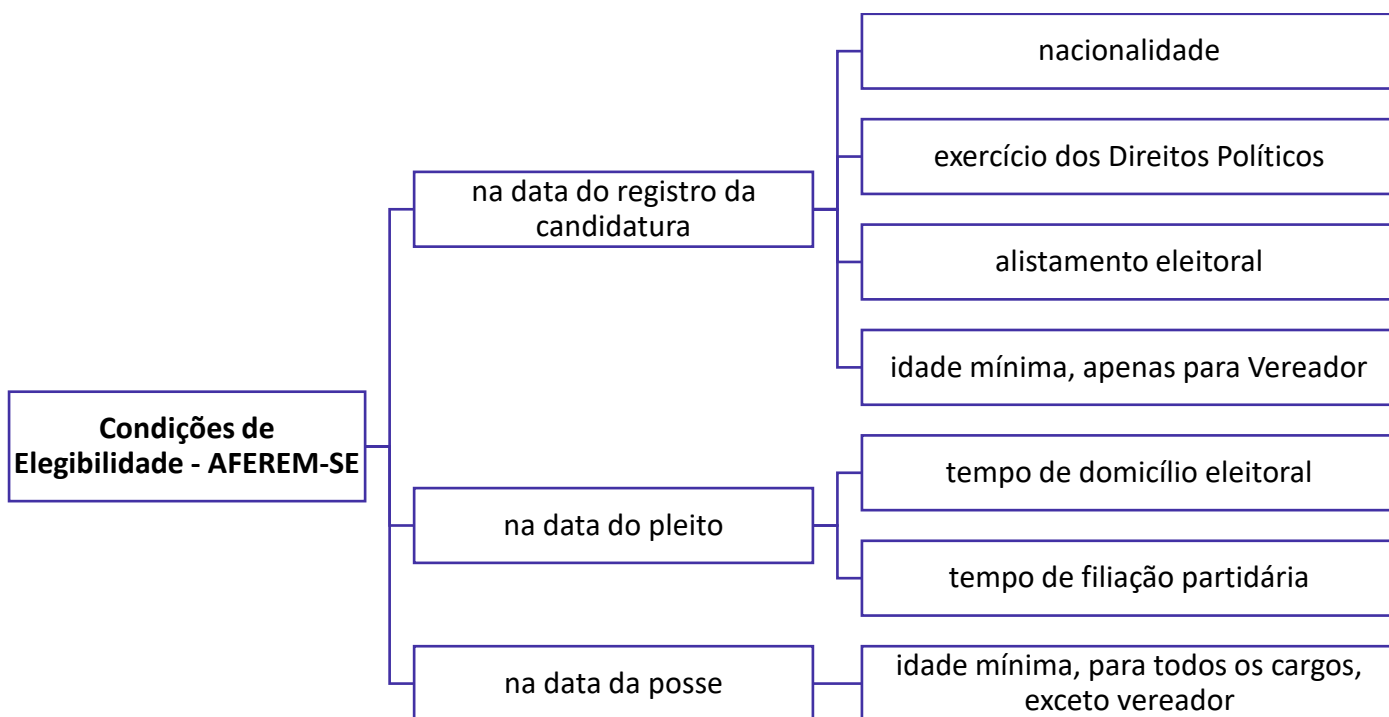 Condições de
Elegibilidade - AFEREM-SE
na data do registro da
candidatura
nacionalidade
exercício dos Direitos Políticos
alistamento eleitoral
idade mínima, apenas para Vereador
na data do pleito
tempo de domicílio eleitoral
tempo de filiação partidária
na data da posse
idade mínima, para todos os cargos,
exceto vereador